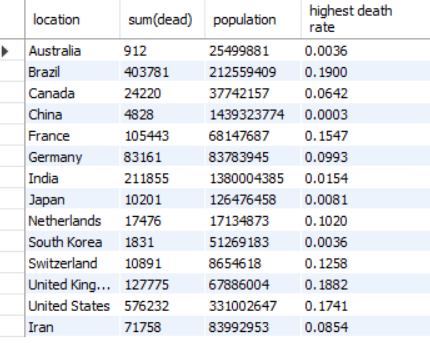 location sum(dead) population highest death rate
Australia 912 25499881 0.0036
Brazil 403781 212559409 0.1900
Canada 24220 37742157 0.0642
China 4828 1439323774 0.0003
France 105443 68147687 0.1547
Germany 83161 83783945 0.0993
India 211855 1380004385 0.0154
Japan 10201 126476458 0.0081
Netherlands 17476 17134873 0.1020
South Korea 1831 51269183 0.0036
Switzerland 10891 8654618 0.1258
United King... 127775 67886004 0.1882
United States 576232 331002647 0.1741
Iran 71758 83992953 0.0854